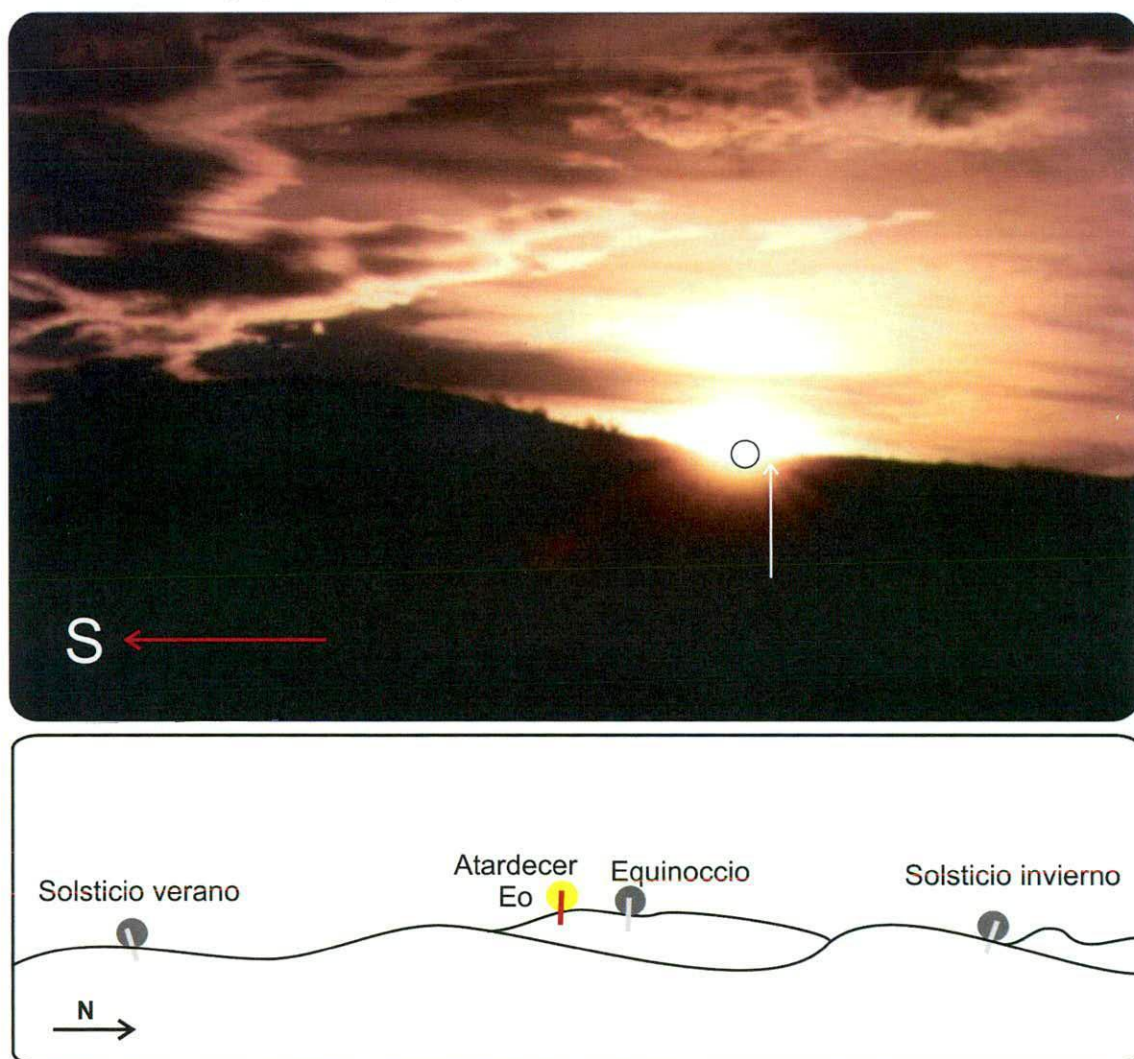 S
Solsticio verano
Atardecer
Eo
Equinoccio
Solsticio invierno
N